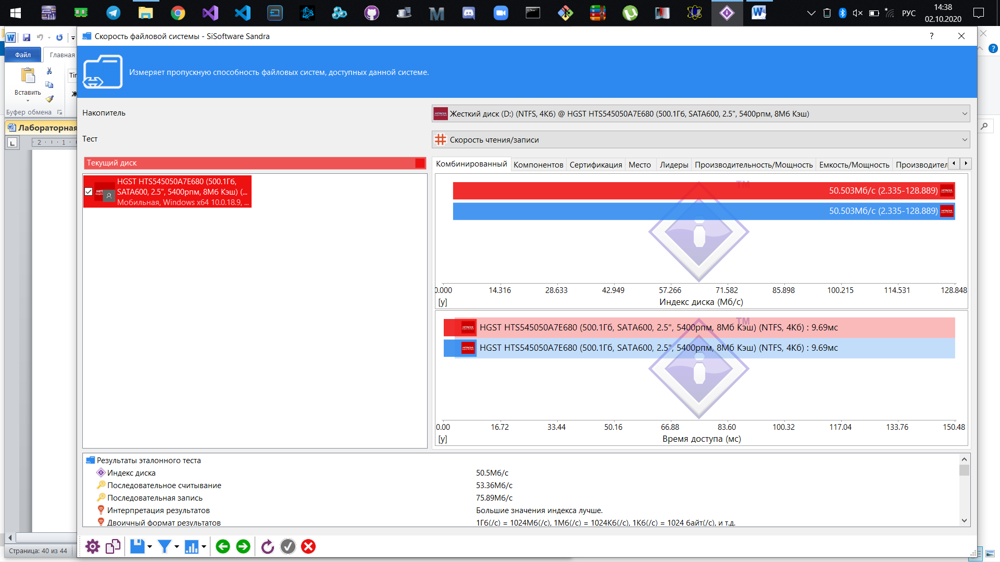 РУС
14:38
02.10.2020
Скорость файловой системы - SiSoftware Sandra
?
Файл
Главная
Измеряет пропускную способность файловых систем, доступных данной системе.
Вставить
Ж
Буфер обмена
Накопитель
Жесткий диск (D:) (NTFS, 4Кб) @ HGST HTS545050A7E680 (500.1Гб, SATA600, 2.5", 5400рпм, 8Мб Кэш)
Лабораторная
Тест
Скорость чтения/записи
2 · ı · 1 ·
Текущий диск
Комбинированный
Компонентов
Сертификация
Место
Лидеры
Производительность/Мощность
Емкость/Мощность
Производител
HGST HTS545050A7E680 (500.1Гб,
SATA600, 2.5", 5400рпм, 8Мб Кэш) (...
Мобильная, Windows x64 10.0.18.9, ...
TM
50.503Мб/с (2.335-128.889)
50.503Мб/с (2.335-128.889)
0.000 14.316 28.633 42.949 57.266 71.582 85.898 100.215 114.531 128.848
[y]
Индекс диска (Мб/с)
TM
HGST HTS545050A7E680 (500.1Гб, SATA600, 2.5", 5400рпм, 8Мб Кэш) (NTFS, 4Кб) : 9.69мс
HGST HTS545050A7E680 (500.1Гб, SATA600, 2.5", 5400рпм, 8Мб Кэш) (NTFS, 4Кб) : 9.69мс
0.00 16.72 33.44 50.16 66.88 83.60 100.32 117.04 133.76 150.48
[y]
Время доступа (мс)
Результаты эталонного теста
Индекс диска 50.5Мб/с
Последовательное считывание 53.36Мб/с
Последовательная запись 75.89Мб/с
Интерпретация результатов Большие значения индекса лучше.
Двоичный формат результатов 1Гб(/с) = 1024Мб(/с), 1Мб(/с) = 1024Кб(/с), 1Кб(/с) = 1024 байт(/с), и т.д.
Страница: 40 из 44